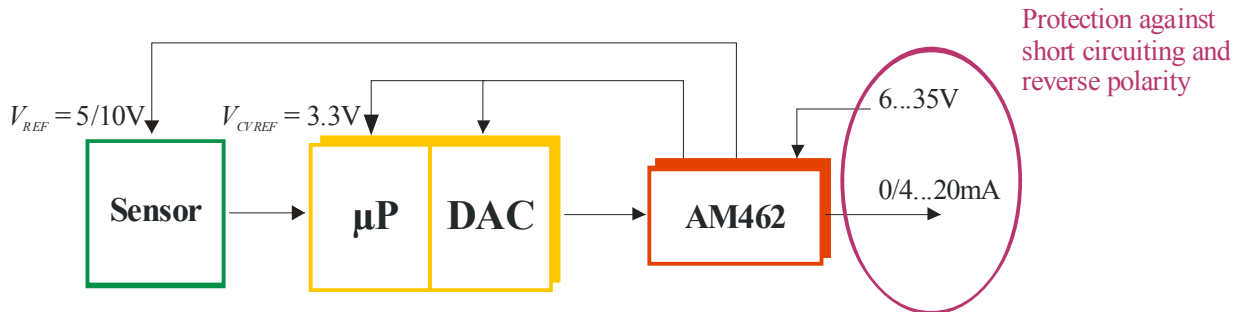 Protection against
short circuiting and
reverse polarity
6...35V
V_REF = 5/10V
V_CVREF = 3.3V
0/4...20mA
Sensor
µP
DAC
AM462